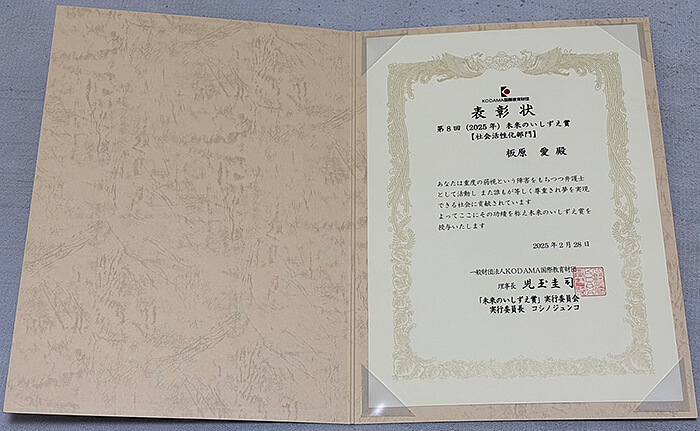 KODAMA国際教育財団
表彰状
第8回（2025年）未来のいしずえ賞
【社会活性化部門】
板原 愛 殿
あなたは重度の弱視という障害をもちつつ弁護士
として活動し また誰もが等しく尊重され夢を実現
できる社会に貢献されています
よってここにその功績を称え未来のいしずえ賞を
授与いたします
2025年2月28日
一般財団法人KODAMA国際教育財団
理事長 児玉圭司
「未来のいしずえ賞」実行委員会
実行委員長 コシノジュンコ